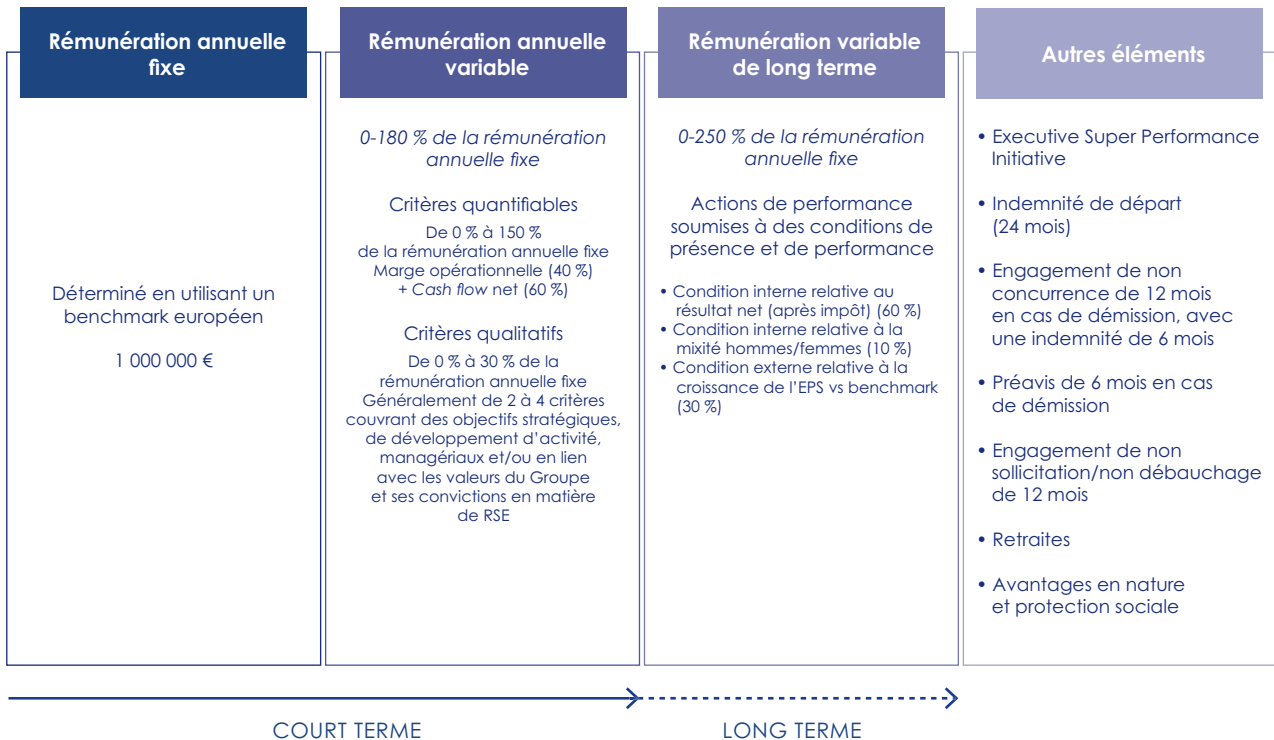 Rémunération annuelle
fixe
Déterminé en utilisant un
benchmark européen
1 000 000 €
Rémunération annuelle
variable
0-180 % de la rémunération
annuelle fixe
Critères quantifiables
De 0 % à 150 %
de la rémunération annuelle fixe
Marge opérationnelle (40 %)
+ Cash flow net (60 %)
Critères qualitatifs
De 0 % à 30 % de la
rémunération annuelle fixe
Généralement de 2 à 4 critères
couvrant des objectifs stratégiques,
de développement d’activité,
managériaux et/ou en lien
avec les valeurs du Groupe
et ses convictions en matière
de RSE
Rémunération variable
de long terme
0-250 % de la rémunération
annuelle fixe
Actions de performance
soumises à des conditions de
présence et de performance
• Condition interne relative au
résultat net (après impôt) (60 %)
• Condition interne relative à la
mixité hommes/femmes (10 %)
• Condition externe relative à la
croissance de l’EPS vs benchmark
(30 %)
Autres éléments
• Executive Super Performance
Initiative
• Indemnité de départ
(24 mois)
• Engagement de non
concurrence de 12 mois
en cas de démission, avec
une indemnité de 6 mois
• Préavis de 6 mois en cas
de démission
• Engagement de non
sollicitation/non débauchage
de 12 mois
• Retraites
• Avantages en nature
et protection sociale
COURT TERME
LONG TERME